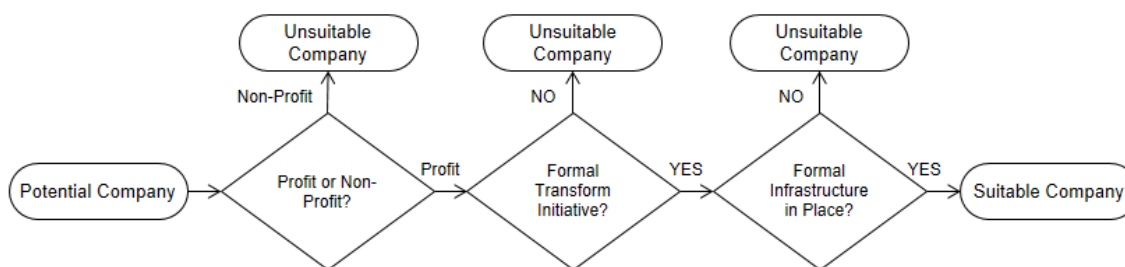 Unsuitable
Company
Unsuitable
Company
Unsuitable
Company
Non-Profit
NO
NO
Potential Company
Profit or Non-
Profit?
Profit
Formal
Transform
Initiative?
YES
Formal
Infrastructure
in Place?
YES
Suitable Company